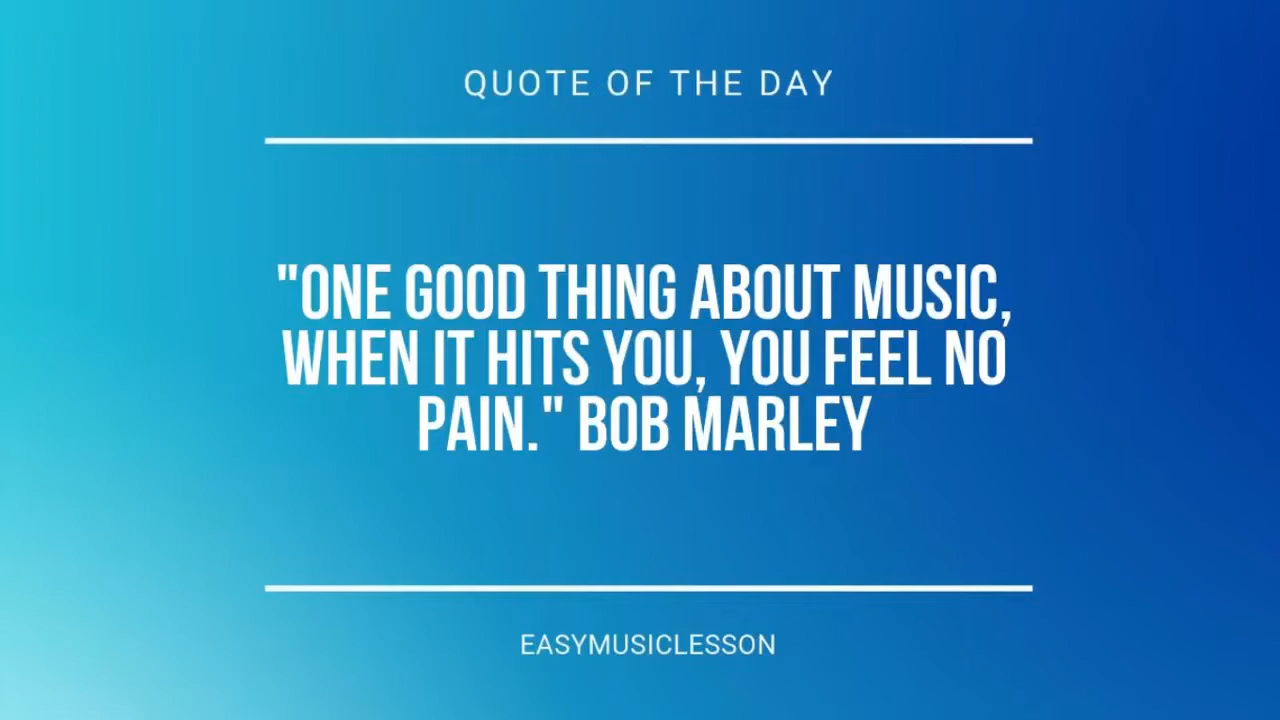 QUOTE OF THE DAY
"ONE GOOD THING ABOUT MUSIC,
WHEN IT HITS YOU, YOU FEEL NO
PAIN." BOB MARLEY
EASYMUSICLESSON